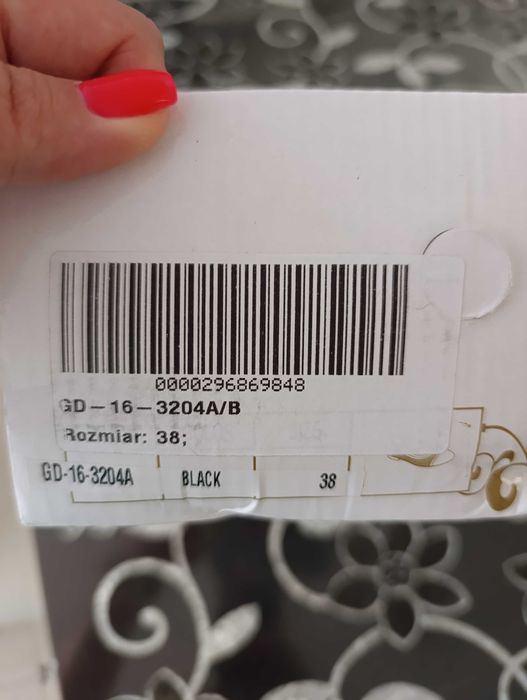 0000296869848
GD-16-3204A/B
Rozmiar: 38;
GD-16-3204A BLACK 38